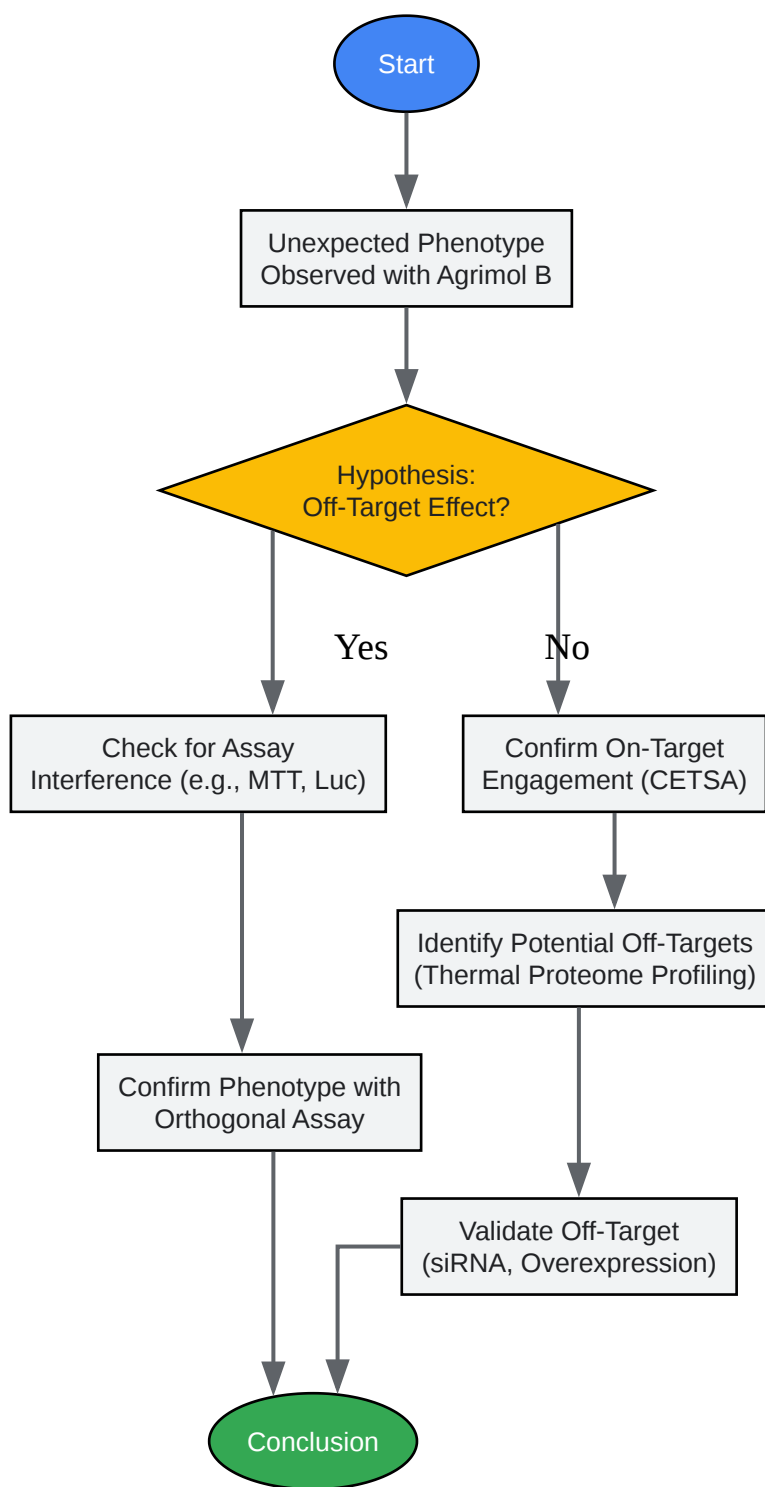 Start
Unexpected Phenotype
Observed with Agrimol B
Hypothesis:
Off-Target Effect?
Yes
No
Check for Assay
Interference (e.g., MTT, Luc)
Confirm On-Target
Engagement (CETSA)
Identify Potential Off-Targets
(Thermal Proteome Profiling)
Confirm Phenotype with
Orthogonal Assay
Validate Off-Target
(siRNA, Overexpression)
Conclusion